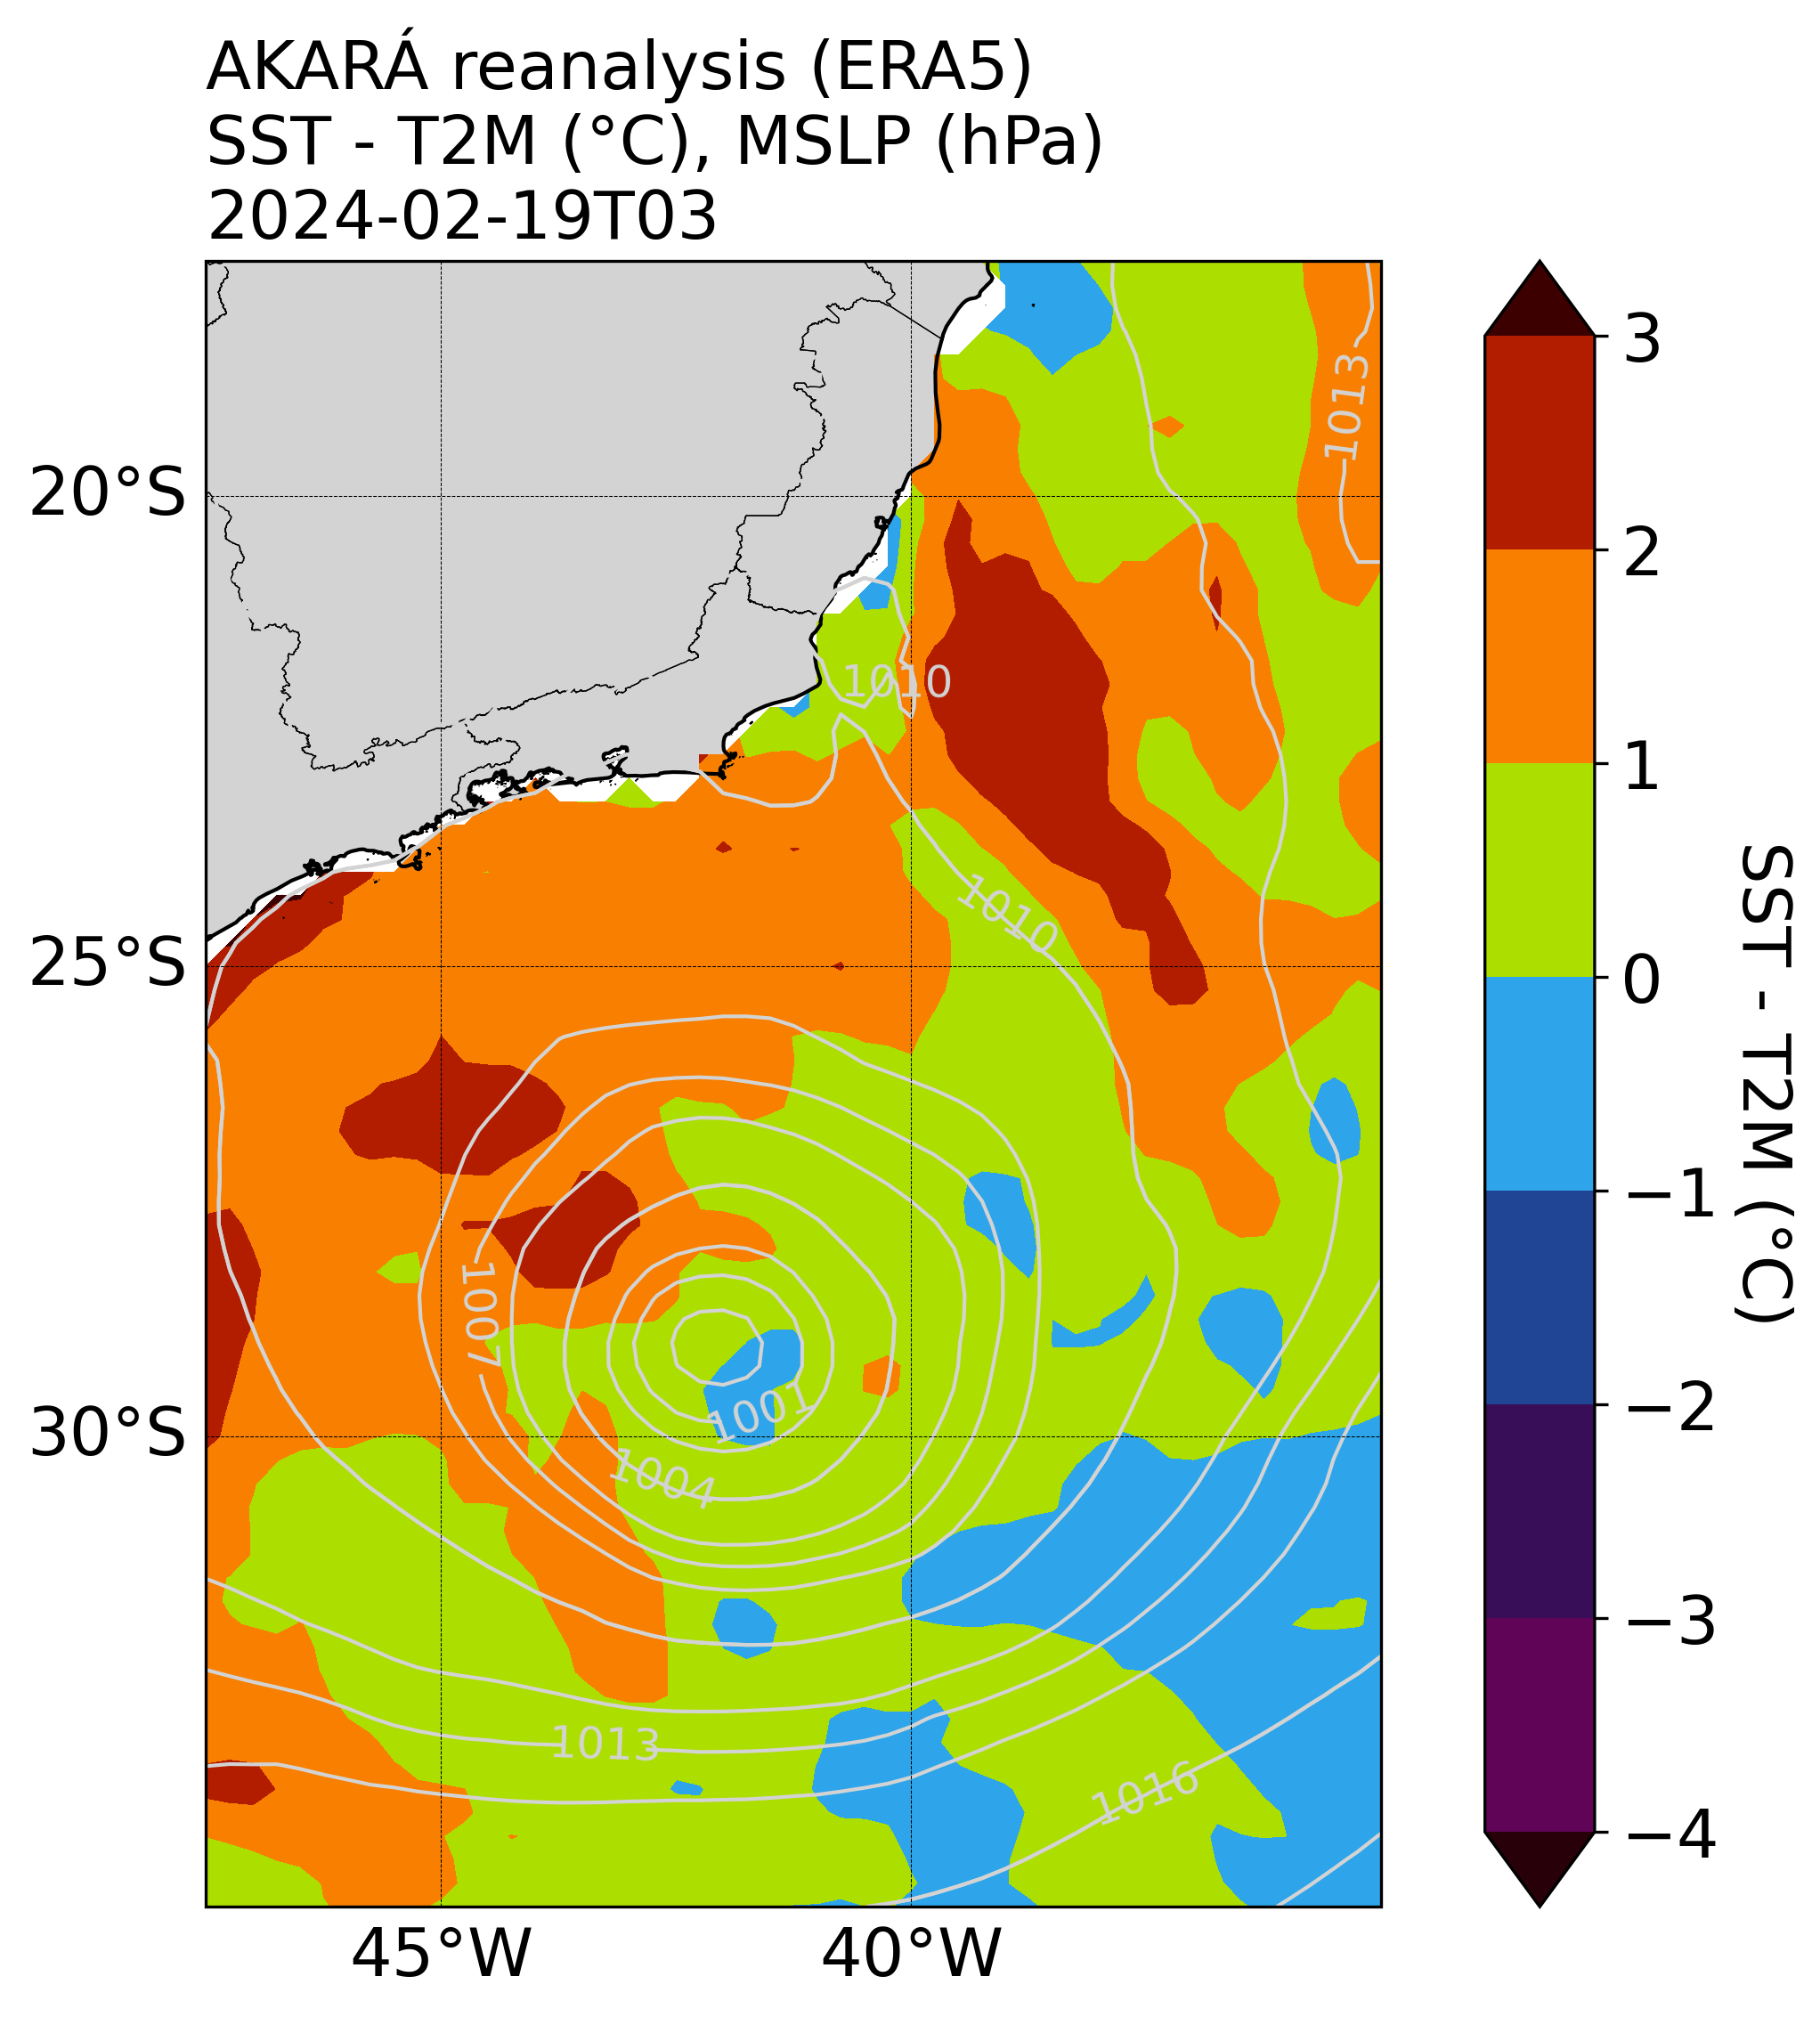 AKARÁ reanalysis (ERA5)
SST - T2M (°C), MSLP (hPa)
2024-02-19T03
20°S
25°S
30°S
45°W
40°W
1013
1010
1010
1007
1001
1004
1013
1016
3
2
1
0
−1
−2
−3
−4
SST - T2M (°C)